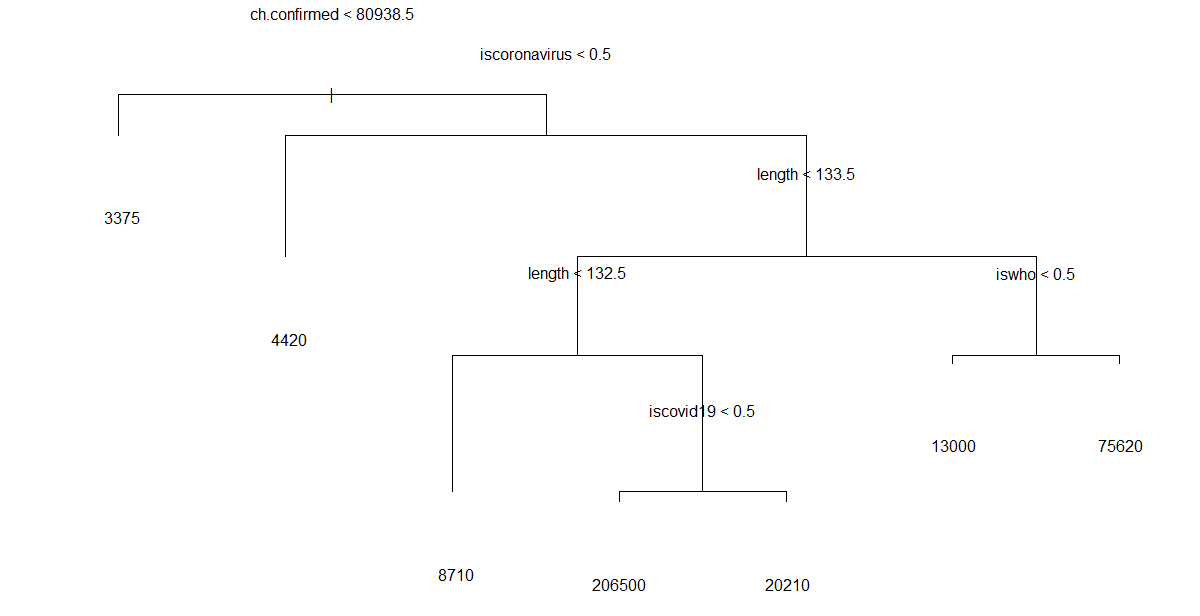 ch.confirmed < 80938.5
iscoronavirus < 0.5
length < 133.5
3375
length < 132.5
iswho < 0.5
4420
iscovid19 < 0.5
13000
75620
8710
206500
20210